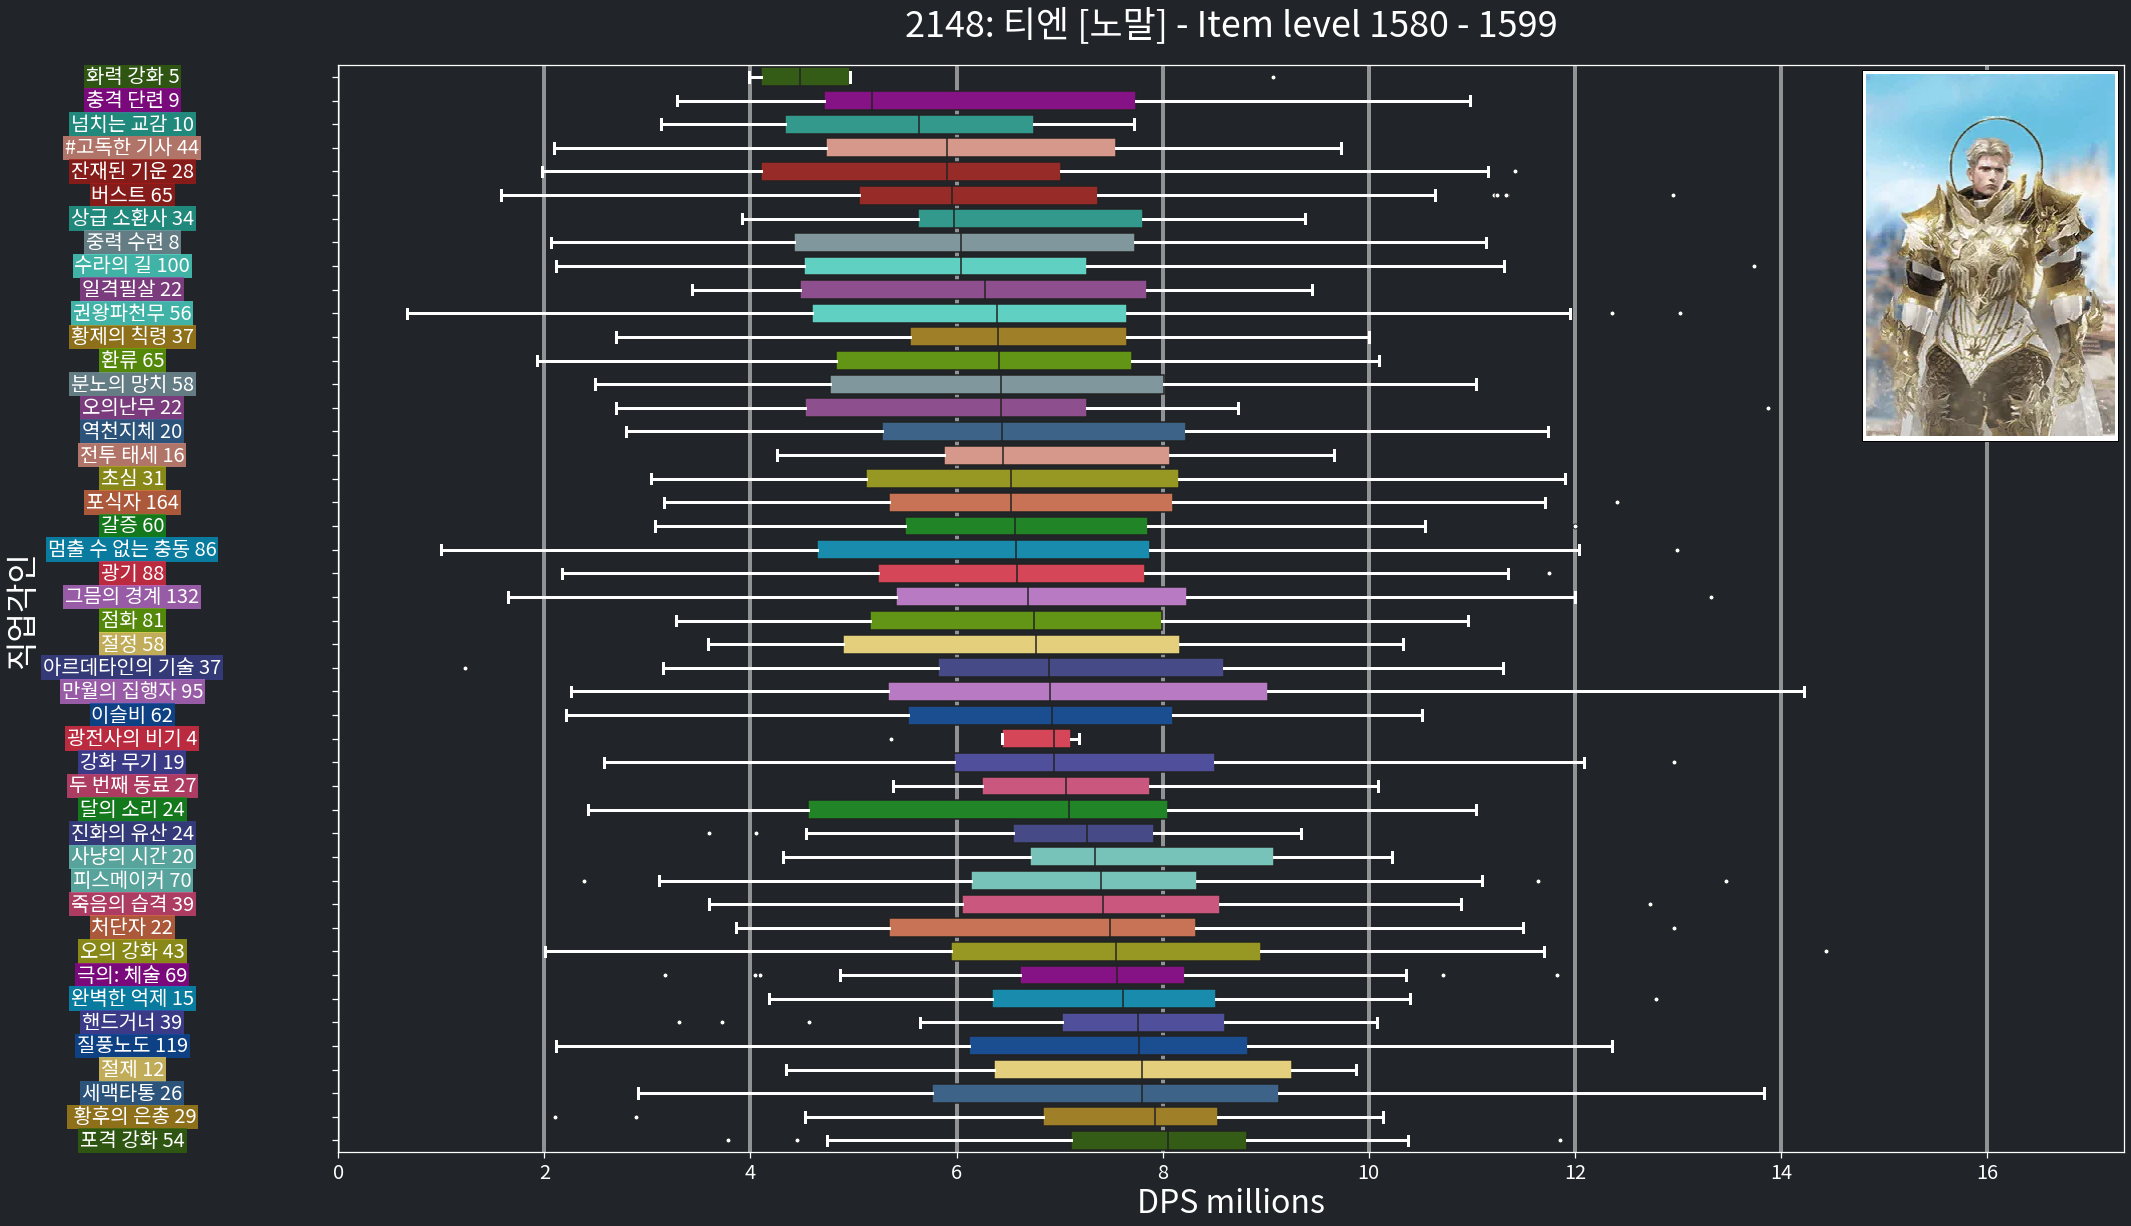 2148: 티엔 [노말] - Item level 1580 - 1599
화력 강화 5
충격 단련 9
넘치는 교감 10
#고독한 기사 44
잔재된 기운 28
버스트 65
상급 소환사 34
중력 수련 8
수라의 길 100
일격필살 22
권왕파천무 56
황제의 칙령 37
환류 65
분노의 망치 58
오의난무 22
역천지체 20
전투 태세 16
초심 31
포식자 164
갈증 60
멈출 수 없는 충동 86
광기 88
그믐의 경계 132
점화 81
절정 58
아르데타인의 기술 37
만월의 집행자 95
이슬비 62
광전사의 비기 4
강화 무기 19
두 번째 동료 27
달의 소리 24
진화의 유산 24
사냥의 시간 20
피스메이커 70
죽음의 습격 39
처단자 22
오의 강화 43
극의: 체술 69
완벽한 억제 15
핸드거너 39
질풍노도 119
절제 12
세맥타통 26
황후의 은총 29
포격 강화 54
직업각인
0 2 4 6 8 10 12 14 16
DPS millions